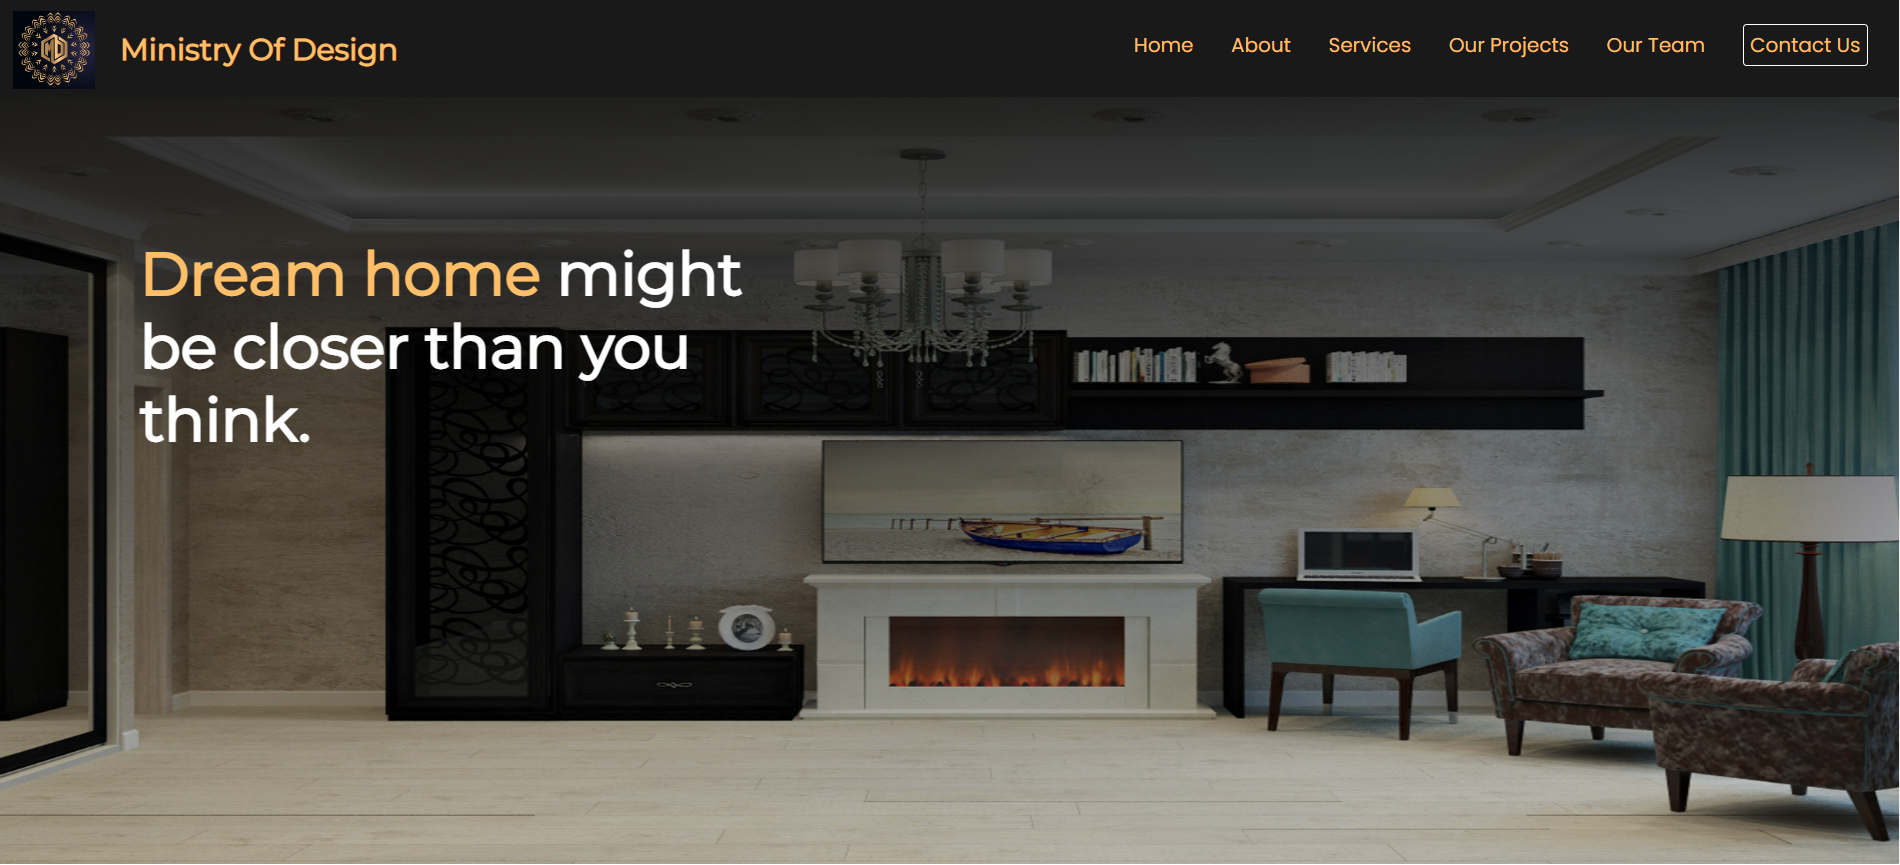 Ministry Of Design
Home
About
Services
Our Projects
Our Team
Contact Us
Dream home might
be closer than you
think.